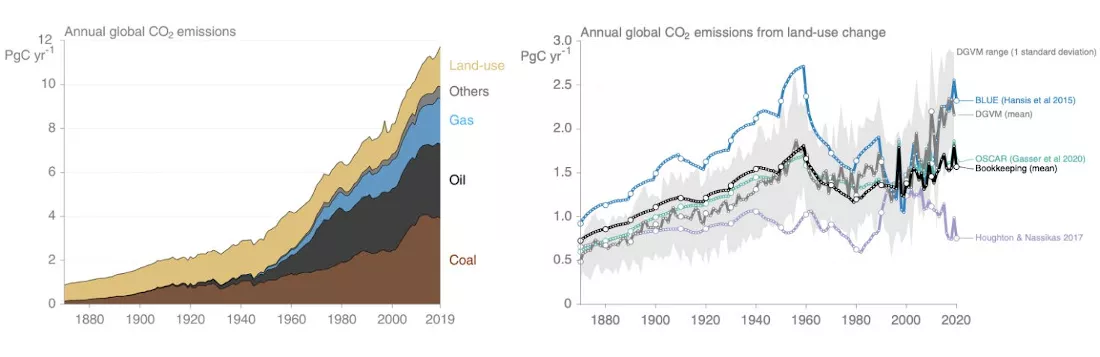 Annual global CO₂ emissions
PgC yr⁻¹
12
10
8
6
4
2
0
1880
1900
1920
1940
1960
1980
2000
2019
Land-use
Others
Gas
Oil
Coal
Annual global CO₂ emissions from land-use change
PgC yr⁻¹
3.0
2.5
2.0
1.5
1.0
0.5
0
1880
1900
1920
1940
1960
1980
2000
2020
DGVM range (1 standard deviation)
BLUE (Hansis et al 2015)
DGVM (mean)
OSCAR (Gasser et al 2020)
Bookkeeping (mean)
Houghton & Nassikas 2017